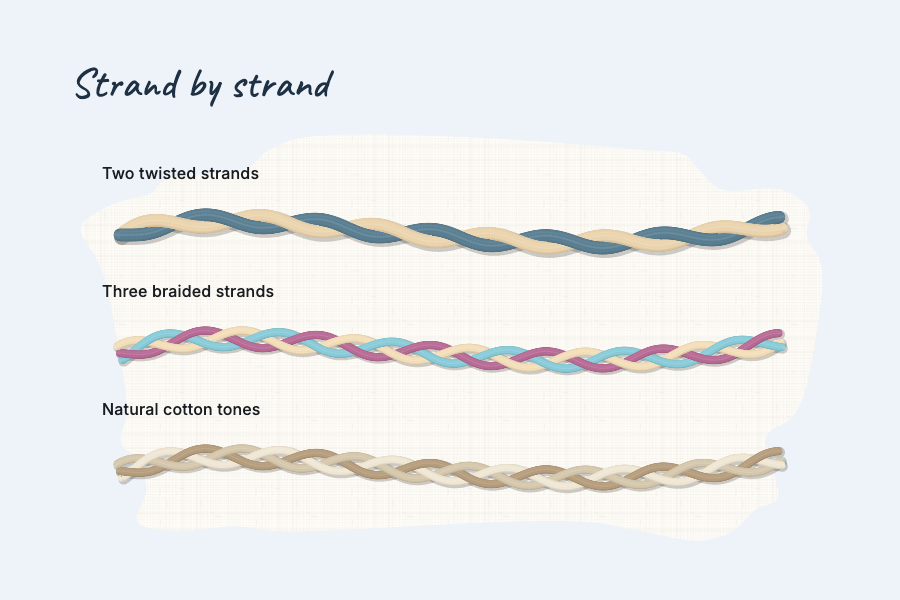 Strand by strand
Two twisted strands
Three braided strands
Natural cotton tones